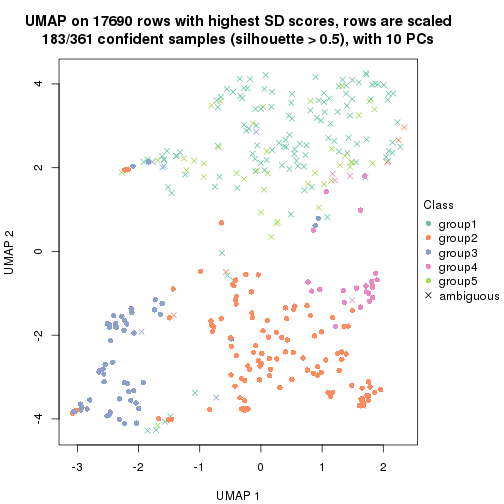 UMAP on 17690 rows with highest SD scores, rows are scaled
183/361 confident samples (silhouette > 0.5), with 10 PCs
4
2
0
-2
-4
UMAP 2
-3
-2
-1
0
1
2
UMAP 1
Class
group1
group2
group3
group4
group5
ambiguous